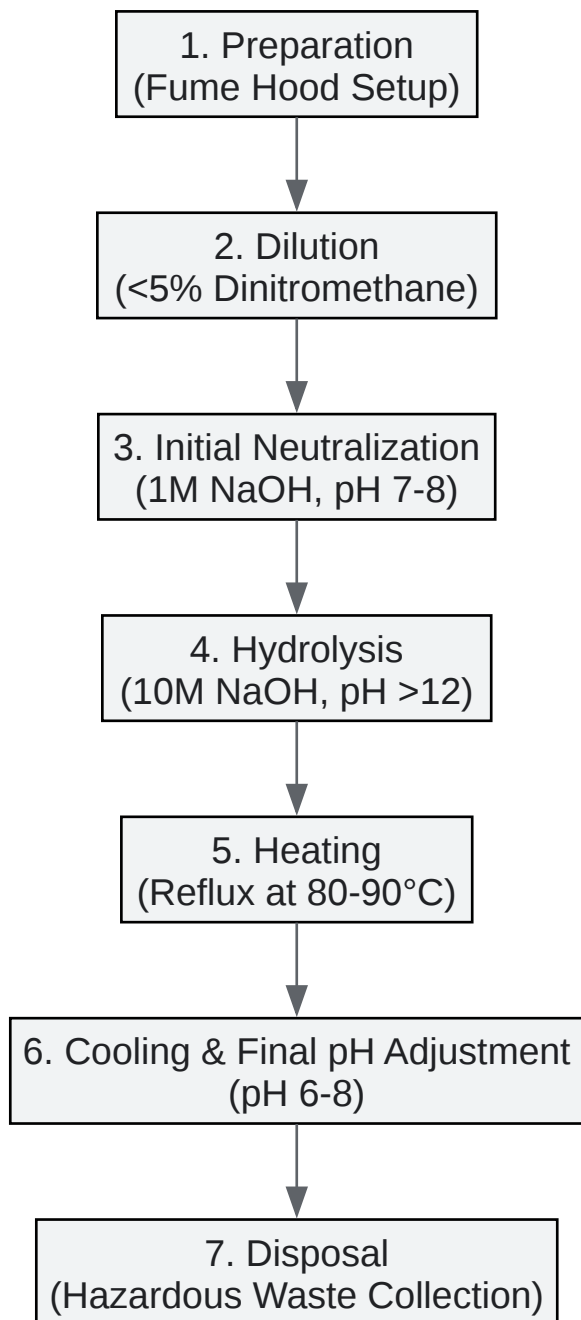 1. Preparation
(Fume Hood Setup)
2. Dilution
(<5% Dinitromethane)
3. Initial Neutralization
(1M NaOH, pH 7-8)
4. Hydrolysis
(10M NaOH, pH >12)
5. Heating
(Reflux at 80-90°C)
6. Cooling & Final pH Adjustment
(pH 6-8)
7. Disposal
(Hazardous Waste Collection)